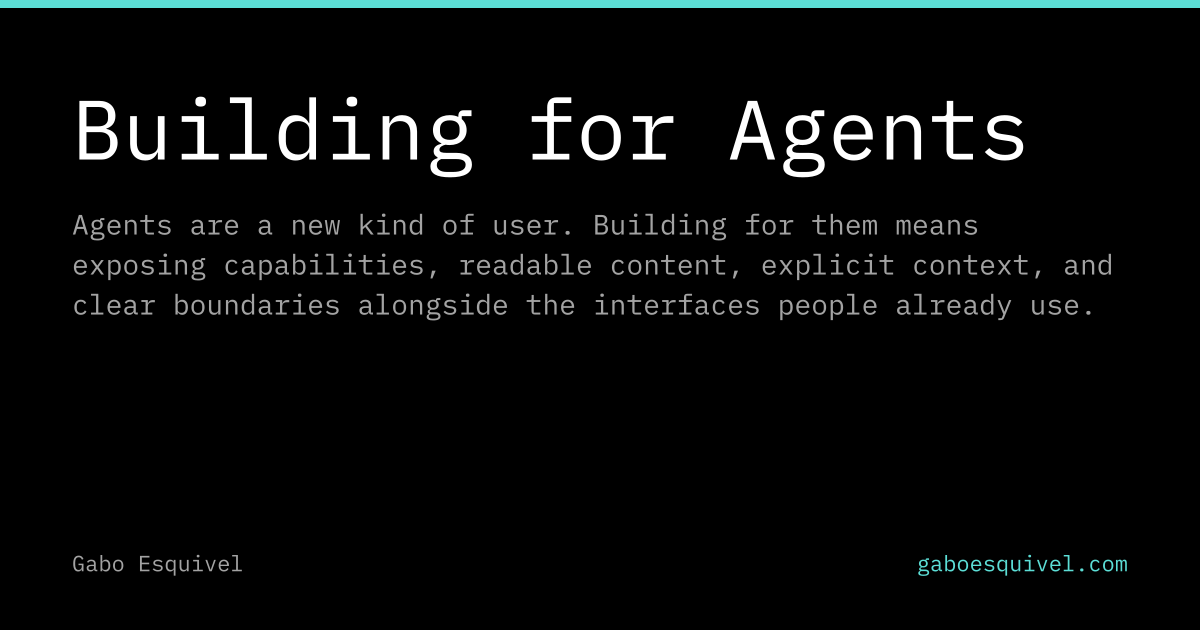 Building for Agents
Agents are a new kind of user. Building for them means
exposing capabilities, readable content, explicit context, and
clear boundaries alongside the interfaces people already use.
Gabo Esquivel
gaboesquivel.com